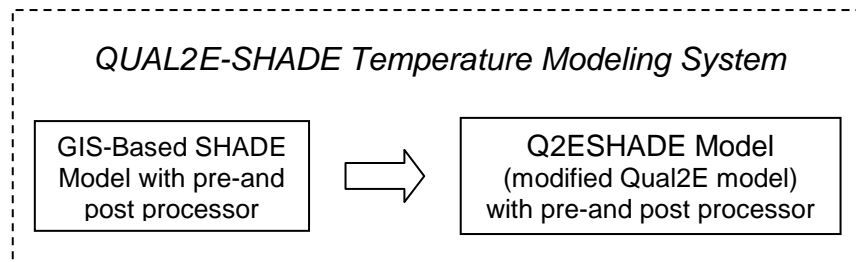 QUAL2E-SHADE Temperature Modeling System
GIS-Based SHADE
Model with pre-and
post processor
Q2ESHADE Model
(modified Qual2E model)
with pre-and post processor